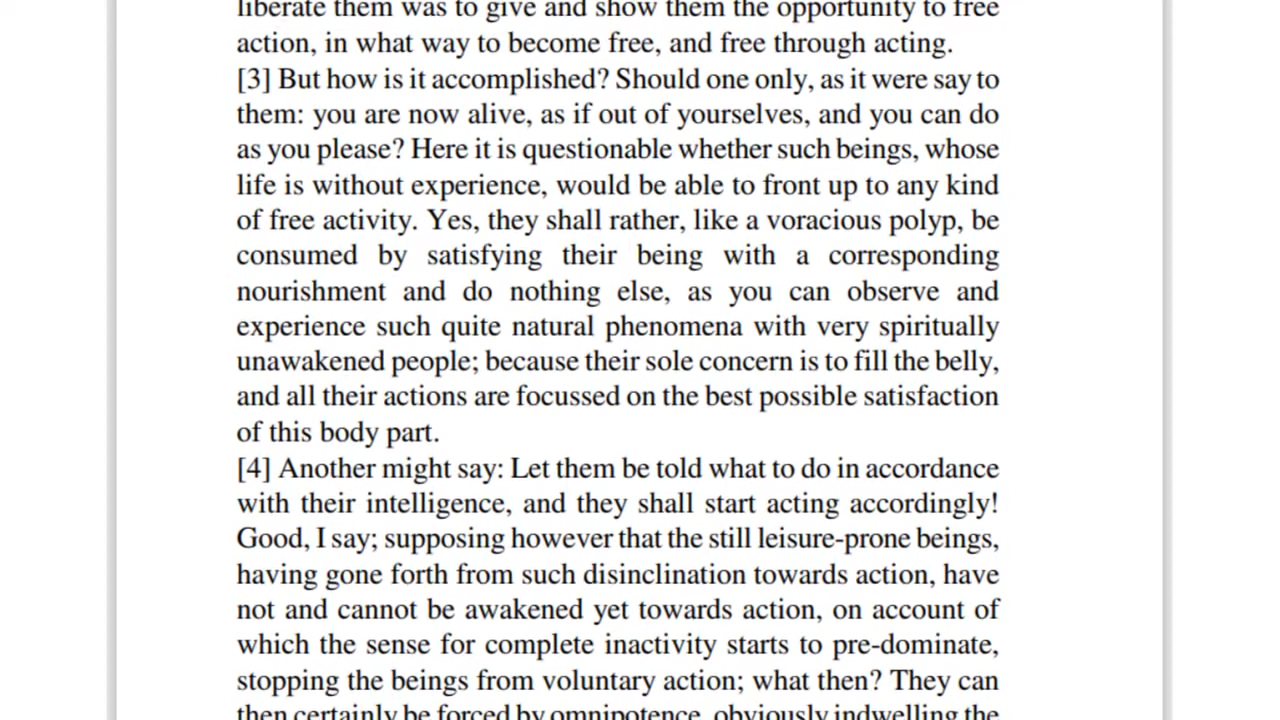 liberate them was to give and show them the opportunity to free
action, in what way to become free, and free through acting.
[3] But how is it accomplished? Should one only, as it were say to
them: you are now alive, as if out of yourselves, and you can do
as you please? Here it is questionable whether such beings, whose
life is without experience, would be able to front up to any kind
of free activity. Yes, they shall rather, like a voracious polyp, be
consumed by satisfying their being with a corresponding
nourishment and do nothing else, as you can observe and
experience such quite natural phenomena with very spiritually
unawakened people; because their sole concern is to fill the belly,
and all their actions are focussed on the best possible satisfaction
of this body part.
[4] Another might say: Let them be told what to do in accordance
with their intelligence, and they shall start acting accordingly!
Good, I say; supposing however that the still leisure-prone beings,
having gone forth from such disinclination towards action, have
not and cannot be awakened yet towards action, on account of
which the sense for complete inactivity starts to pre-dominate,
stopping the beings from voluntary action; what then? They can
then certainly be forced by omnipotence, obviously indwelling the